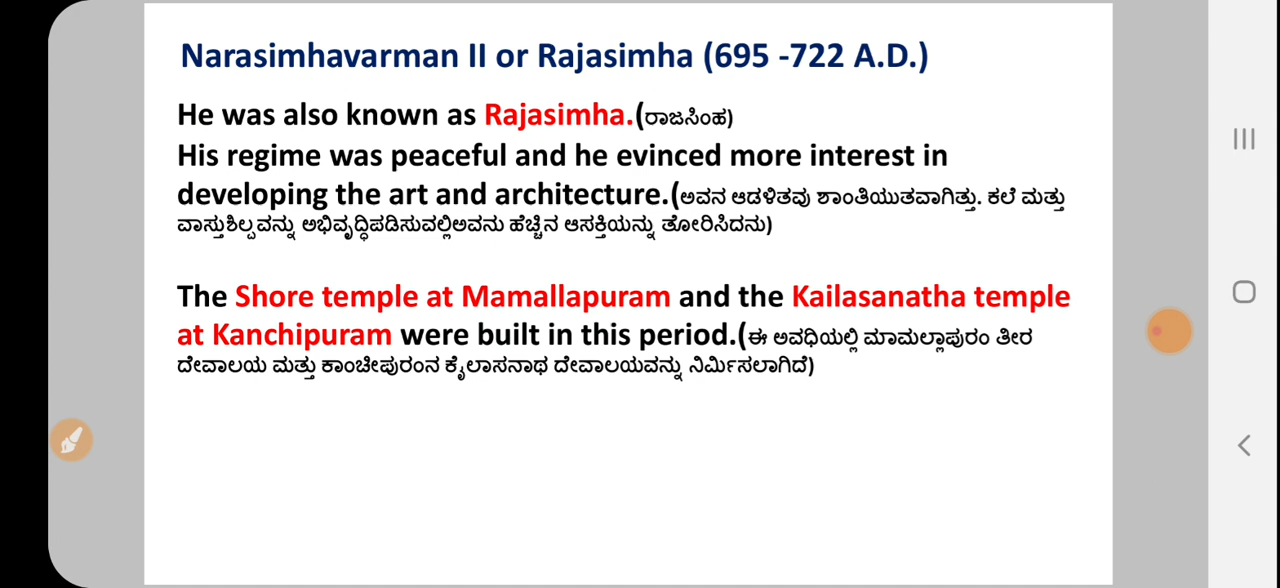 Narasimhavarman II or Rajasimha (695 -722 A.D.)
He was also known as Rajasimha.(ರಾಜಸಿಂಹ)
His regime was peaceful and he evinced more interest in
developing the art and architecture.(ಅವನ ಆಡಳಿತವು ಶಾಂತಿಯುತವಾಗಿತ್ತು. ಕಲೆ ಮತ್ತು
ವಾಸ್ತುಶಿಲ್ಪವನ್ನು ಅಭಿವೃದ್ಧಿಪಡಿಸುವಲ್ಲಿಅವನು ಹೆಚ್ಚಿನ ಆಸಕ್ತಿಯನ್ನು ತೋರಿಸಿದನು)
The Shore temple at Mamallapuram and the Kailasanatha temple
at Kanchipuram were built in this period.(ಈ ಅವಧಿಯಲ್ಲಿ ಮಾಮಲ್ಲಾಪುರಂ ತೀರ
ದೇವಾಲಯ ಮತ್ತು ಕಾಂಚೀಪುರಂನ ಕೈಲಾಸನಾಥ ದೇವಾಲಯವನ್ನು ನಿರ್ಮಿಸಲಾಗಿದೆ)